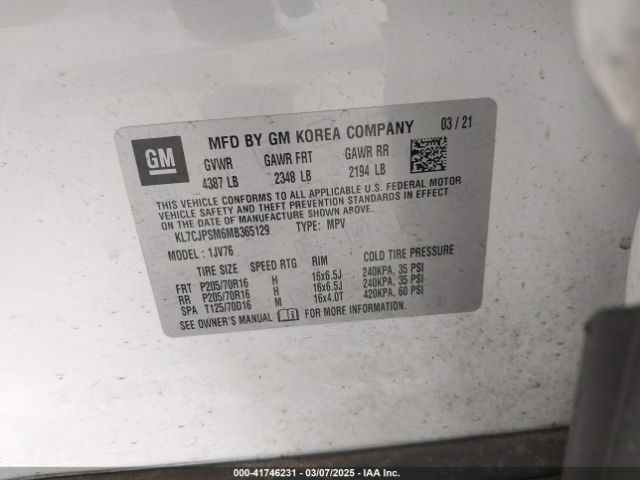 GM
MFD BY GM KOREA COMPANY 03 / 21
GVWR GAWR FRT GAWR RR
4387 LB 2348 LB 2194 LB
THIS VEHICLE CONFORMS TO ALL APPLICABLE U.S. FEDERAL MOTOR
VEHICLE SAFETY AND THEFT PREVENTION STANDARDS IN EFFECT
ON THE DATE OF MANUFACTURE SHOWN ABOVE.
KL7CJPSM6MB365129 TYPE: MPV
MODEL : 1JV76
TIRE SIZE SPEED RTG RIM COLD TIRE PRESSURE
FRT P205/70R16 H 16x6.5J 240KPA, 35 PSI
RR P205/70R16 H 16x6.5J 240KPA, 35 PSI
SPA T125/70D16 M 16x4.0T 420KPA, 60 PSI
SEE OWNER'S MANUAL FOR MORE INFORMATION.
000-41746231 - 03/07/2025 - IAA Inc.